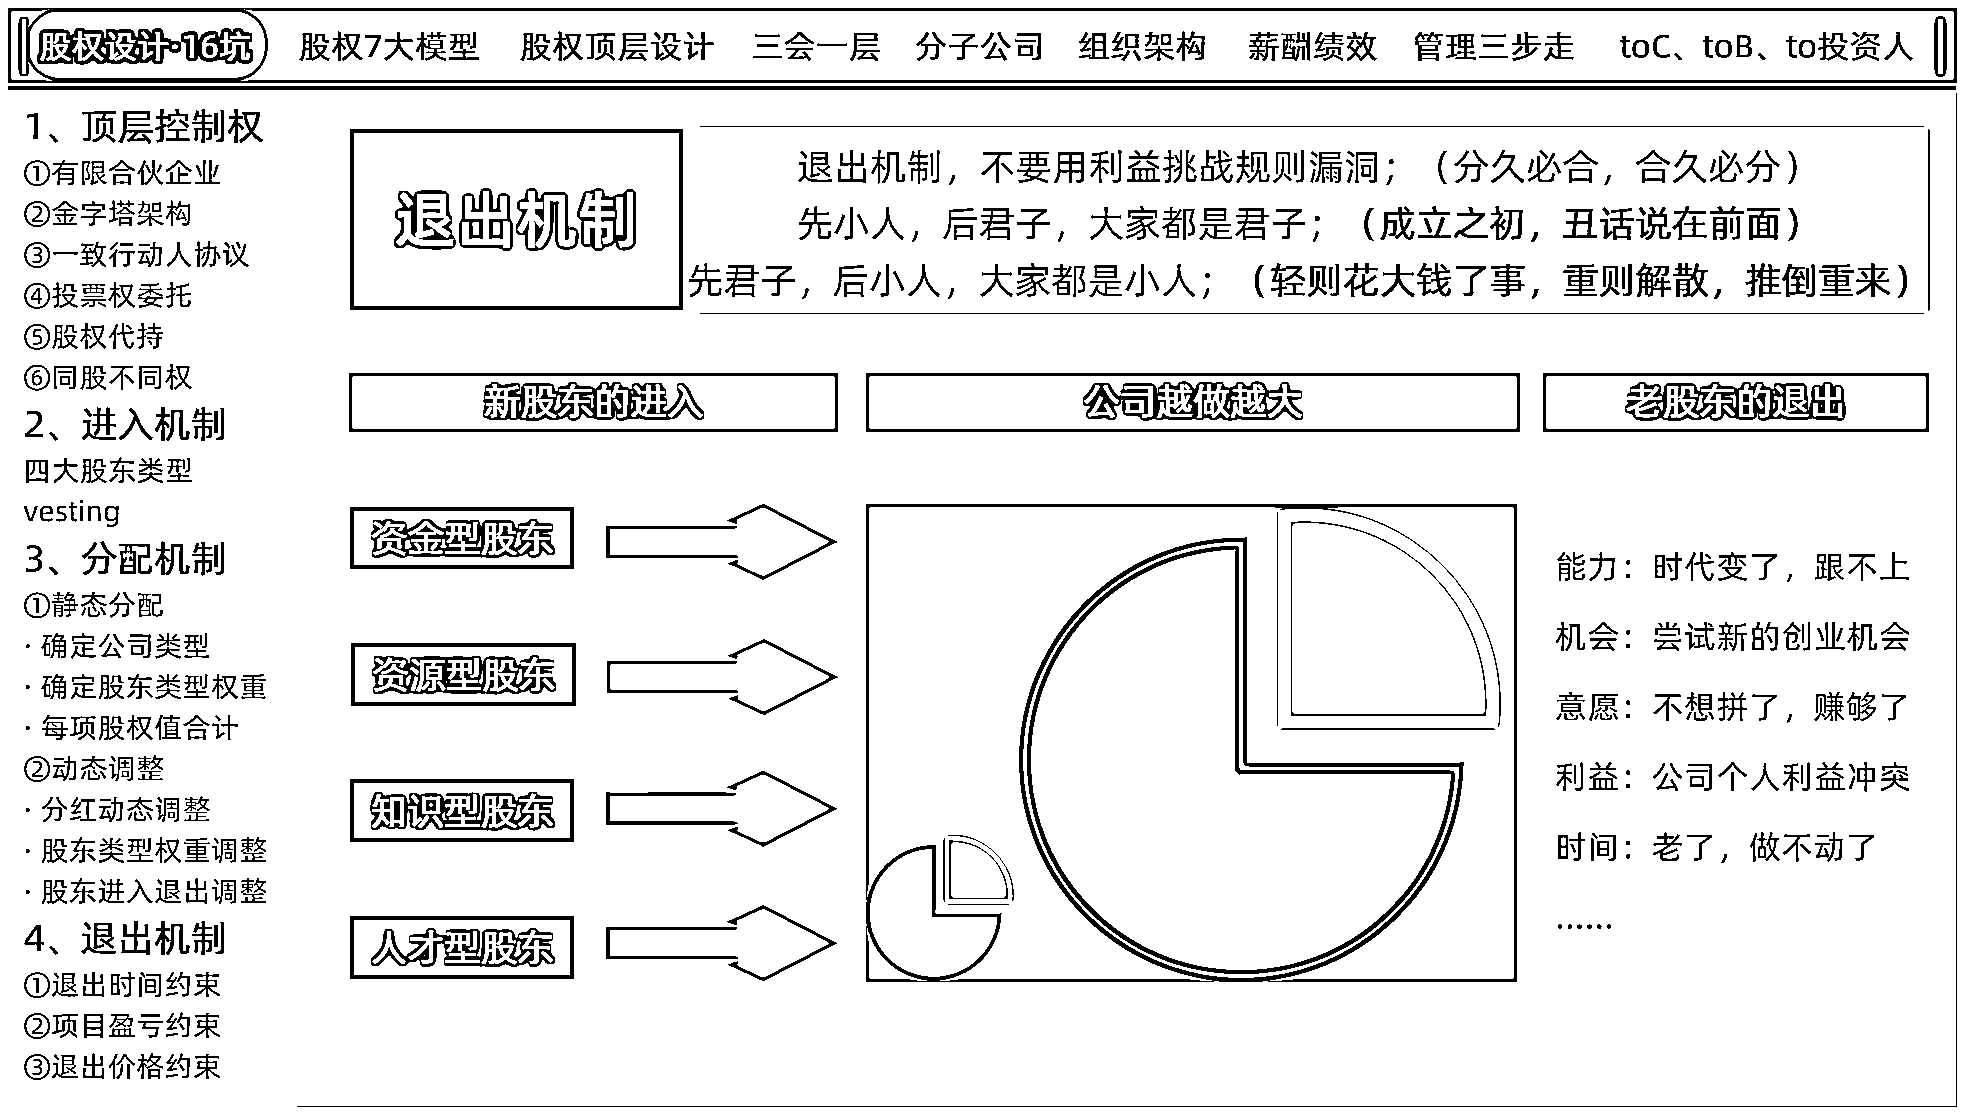 股权设计·16坑 股权7大模型 股权顶层设计 三会一层 分子公司 组织架构 薪酬绩效 管理三步走 toC、toB、to投资人
1、顶层控制权
①有限合伙企业
②金字塔架构
③一致行动人协议
④投票权委托
⑤股权代持
⑥同股不同权
2、进入机制
四大股东类型
vesting
3、分配机制
①静态分配
· 确定公司类型
· 确定股东类型权重
· 每项股权值合计
②动态调整
· 分红动态调整
· 股东类型权重调整
· 股东进入退出调整
4、退出机制
①退出时间约束
②项目盈亏约束
③退出价格约束
退出机制
退出机制，不要用利益挑战规则漏洞；（分久必合，合久必分）
先小人，后君子，大家都是君子；（成立之初，丑话说在前面）
先君子，后小人，大家都是小人；（轻则花大钱了事，重则解散，推倒重来）
新股东的进入
资金型股东
资源型股东
知识型股东
人才型股东
公司越做越大
老股东的退出
能力：时代变了，跟不上
机会：尝试新的创业机会
意愿：不想拼了，赚够了
利益：公司个人利益冲突
时间：老了，做不动了
……